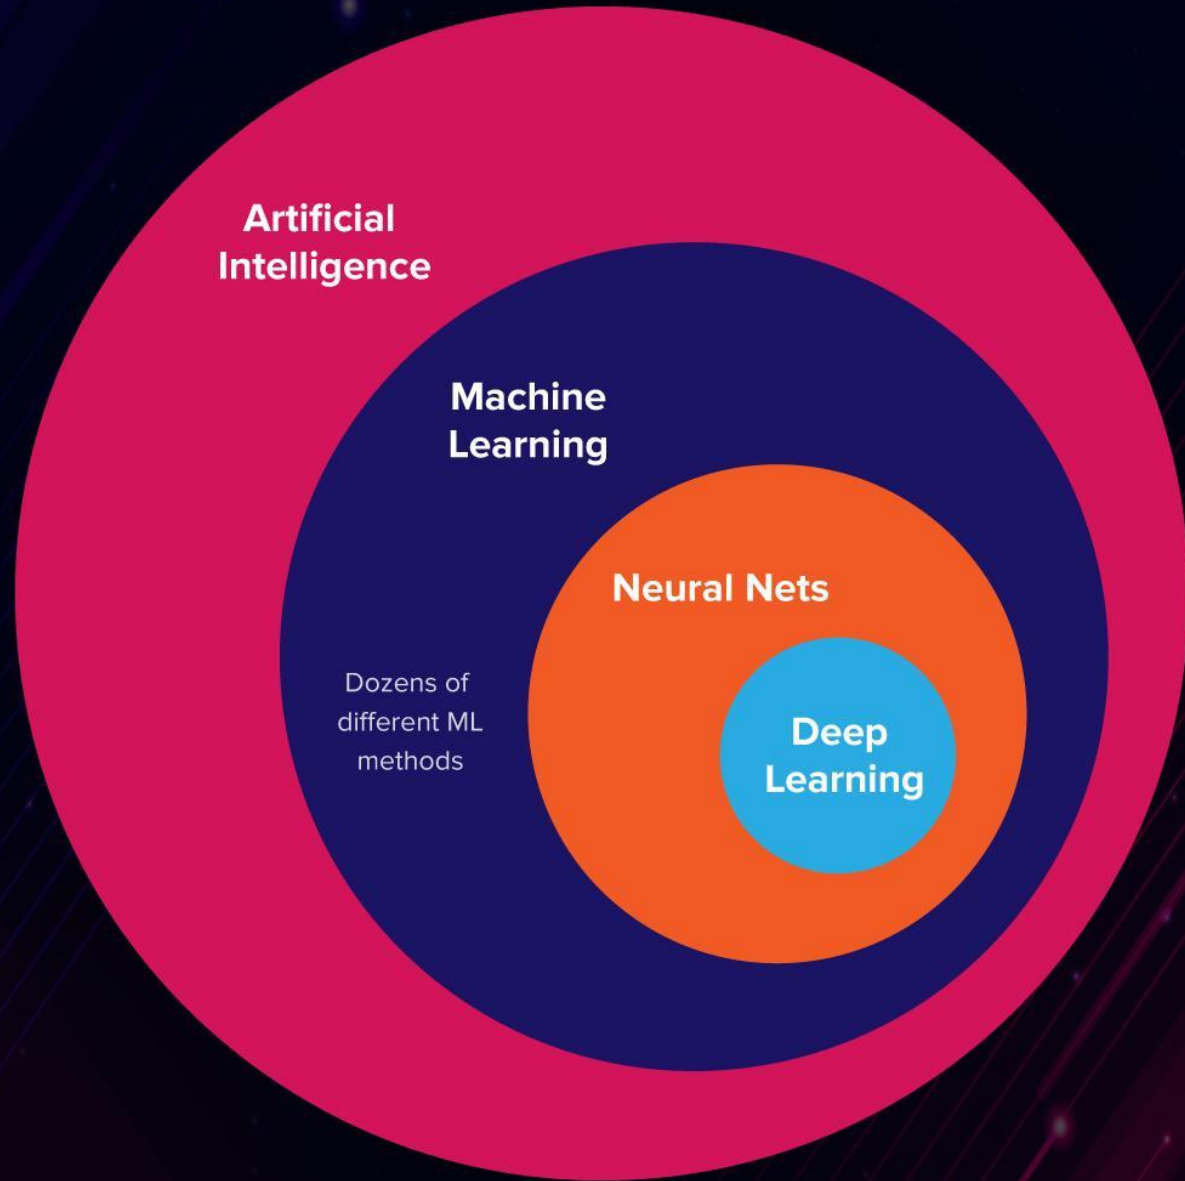 Artificial
Intelligence
Machine
Learning
Neural Nets
Dozens of
different ML
methods
Deep
Learning